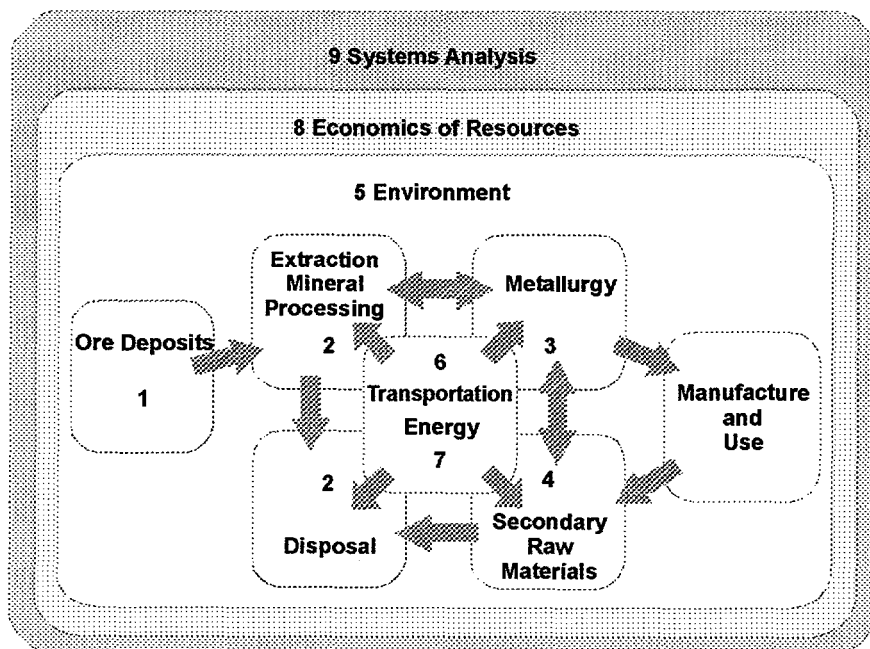 9 Systems Analysis
8 Economics of Resources
5 Environment
Extraction
Mineral
Processing
2
Metallurgy
3
Ore Deposits
1
6
Transportation
Energy
7
Manufacture
and
Use
2
Disposal
4
Secondary
Raw
Materials